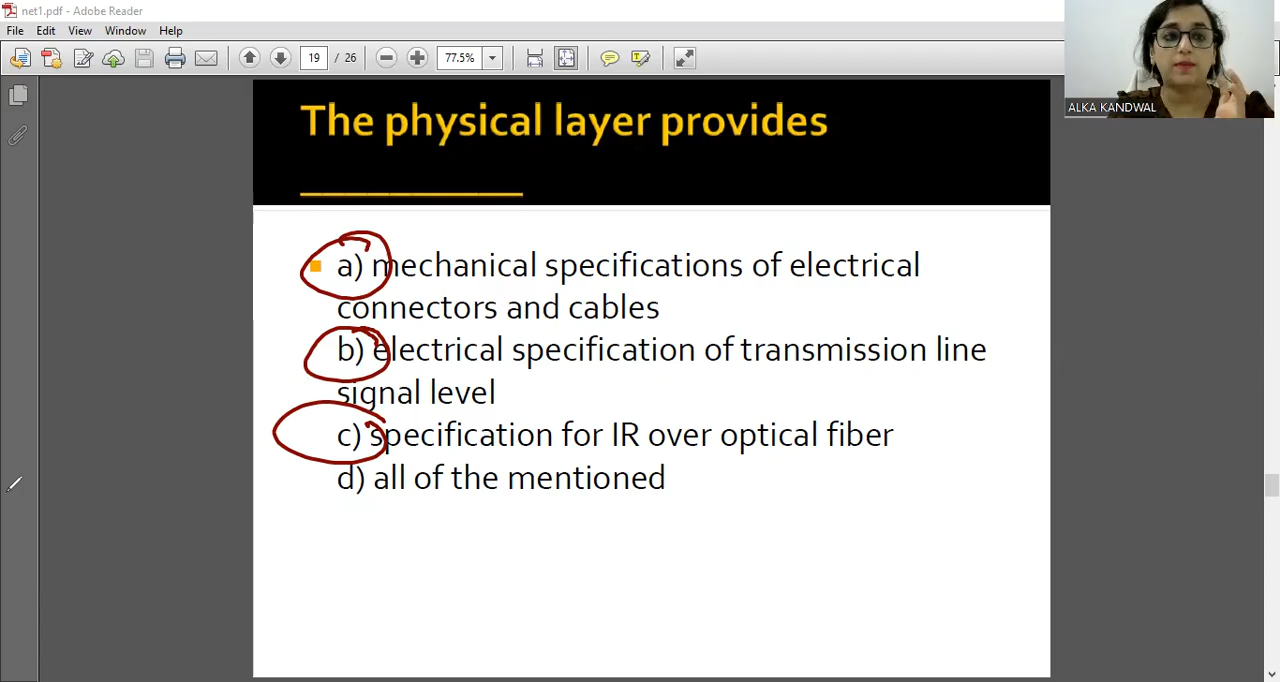 net1.pdf - Adobe Reader
File Edit View Window Help
19 / 26 77.5%
ALKA KANDWAL
The physical layer provides
__________
a) mechanical specifications of electrical
connectors and cables
b) electrical specification of transmission line
signal level
c) specification for IR over optical fiber
d) all of the mentioned